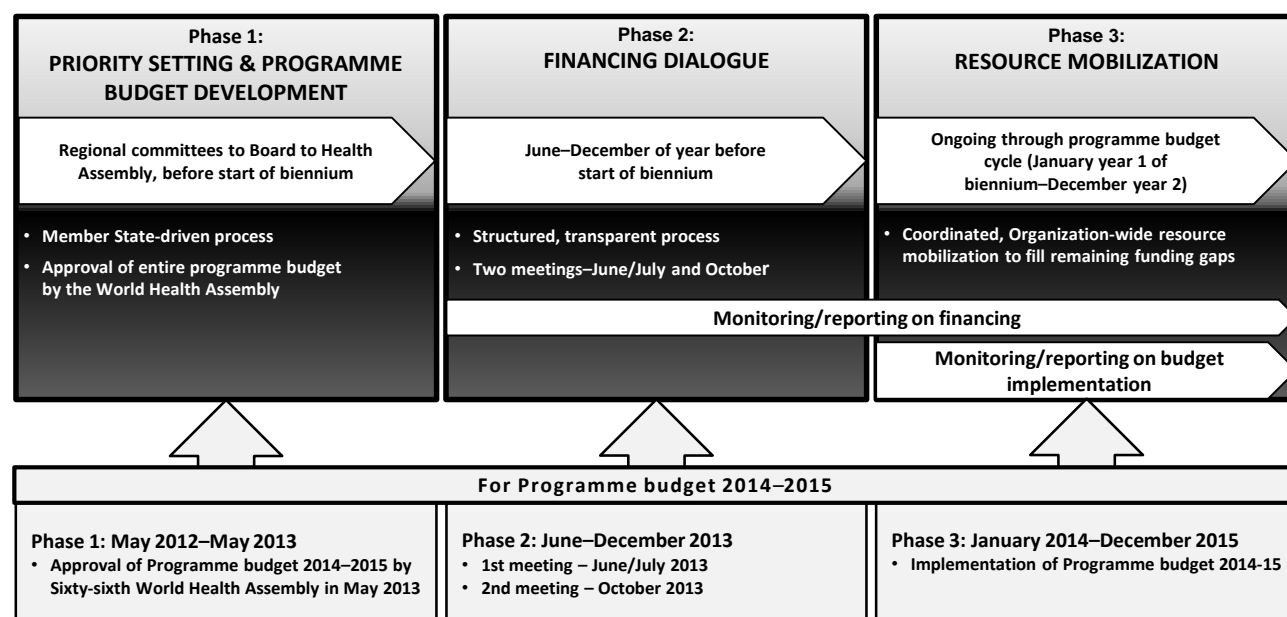 Phase 1:
PRIORITY SETTING & PROGRAMME
BUDGET DEVELOPMENT
Regional committees to Board to Health
Assembly, before start of biennium
• Member State-driven process
• Approval of entire programme budget
by the World Health Assembly
Phase 2:
FINANCING DIALOGUE
June–December of year before
start of biennium
• Structured, transparent process
• Two meetings–June/July and October
Phase 3:
RESOURCE MOBILIZATION
Ongoing through programme budget
cycle (January year 1 of
biennium–December year 2)
• Coordinated, Organization-wide resource
mobilization to fill remaining funding gaps
Monitoring/reporting on financing
Monitoring/reporting on budget
implementation
For Programme budget 2014–2015
Phase 1: May 2012–May 2013
• Approval of Programme budget 2014–2015 by
Sixty-sixth World Health Assembly in May 2013
Phase 2: June–December 2013
• 1st meeting – June/July 2013
• 2nd meeting – October 2013
Phase 3: January 2014–December 2015
• Implementation of Programme budget 2014-15